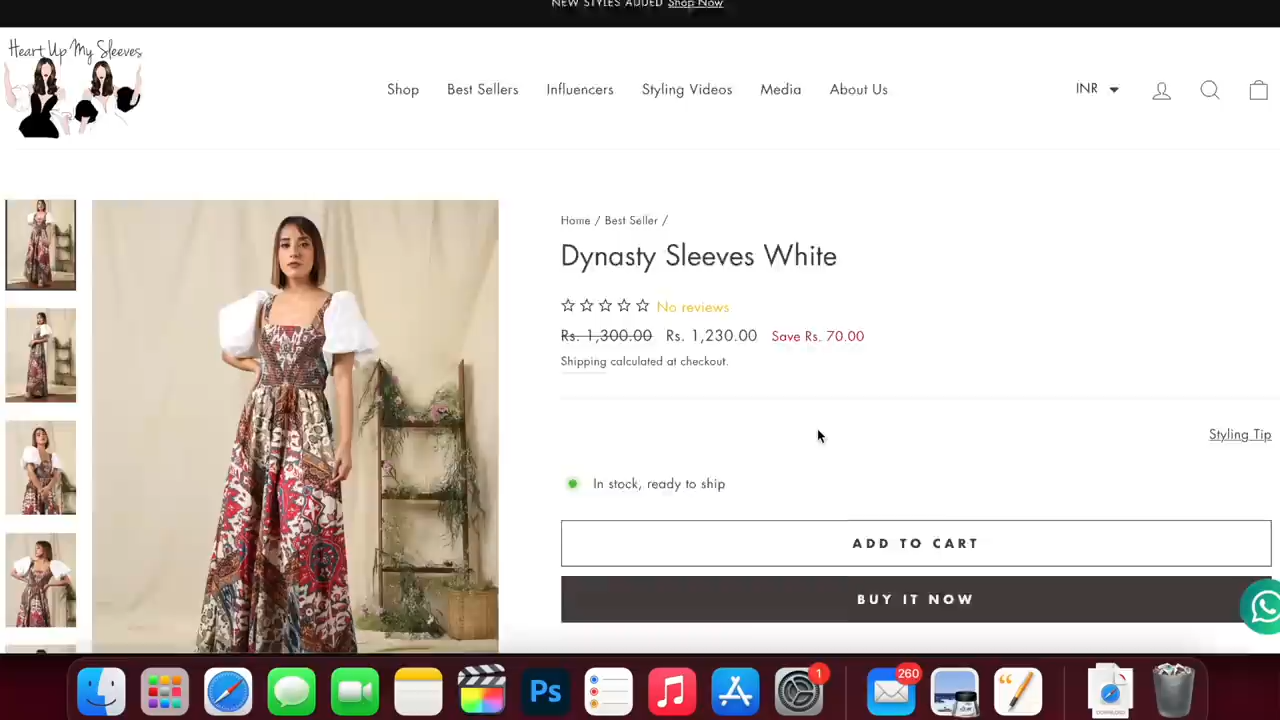 NEW STYLES ADDED Shop Now
Heart Up My Sleeves
Shop Best Sellers Influencers Styling Videos Media About Us
INR
Home / Best Seller /
Dynasty Sleeves White
No reviews
Rs. 1,300.00 Rs. 1,230.00 Save Rs. 70.00
Shipping calculated at checkout.
Styling Tip
In stock, ready to ship
ADD TO CART
BUY IT NOW
Ps
1
260
DOWNLOAD